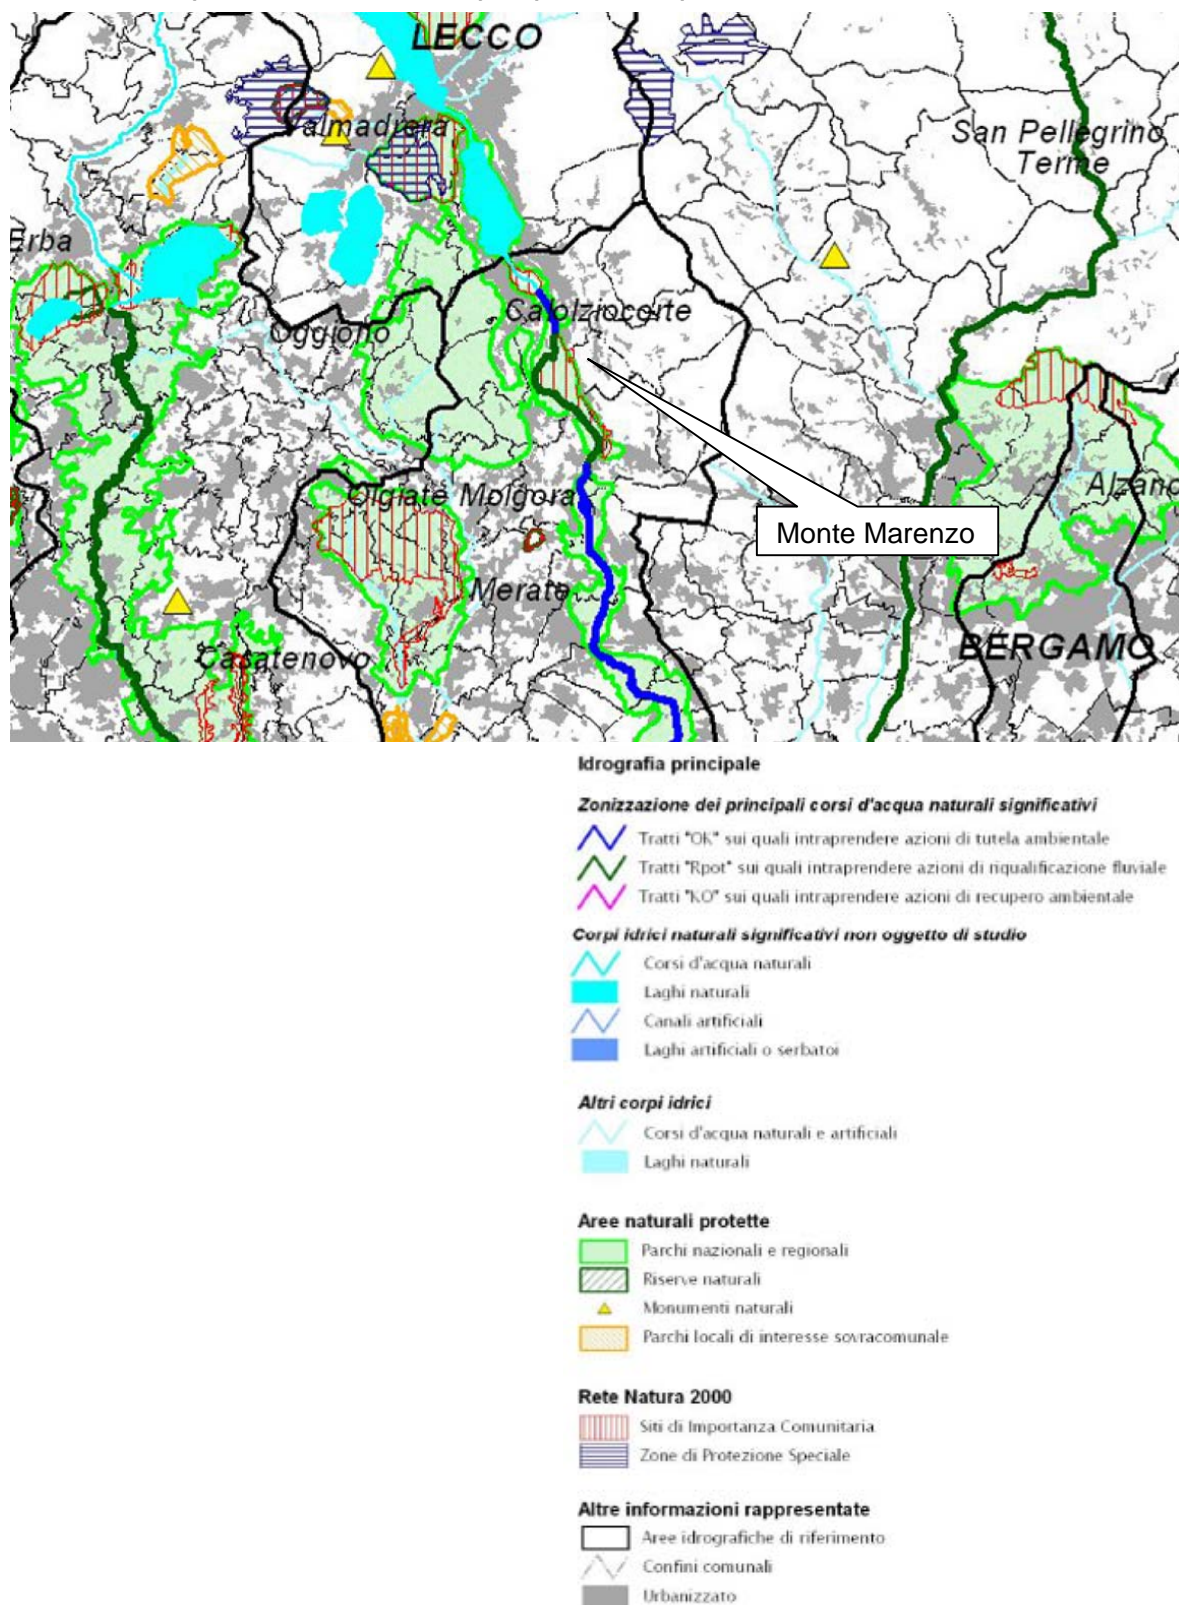 LECCO
Valmadrera
San Pellegrino
Terme
Erba
Calolziocorte
Oggiono
Olgiate Molgora
Alzano
Monte Marenzo
Merate
Casatenovo
BERGAMO
Idrografia principale
Zonizzazione dei principali corsi d'acqua naturali significativi
Tratti "OK" sui quali intraprendere azioni di tutela ambientale
Tratti "Rpot" sui quali intraprendere azioni di riqualificazione fluviale
Tratti "KO" sui quali intraprendere azioni di recupero ambientale
Corpi idrici naturali significativi non oggetto di studio
Corsi d'acqua naturali
Laghi naturali
Canali artificiali
Laghi artificiali o serbatoi
Altri corpi idrici
Corsi d'acqua naturali e artificiali
Laghi naturali
Aree naturali protette
Parchi nazionali e regionali
Riserve naturali
Monumenti naturali
Parchi locali di interesse sovracomunale
Rete Natura 2000
Siti di Importanza Comunitaria
Zone di Protezione Speciale
Altre informazioni rappresentate
Aree idrografiche di riferimento
Confini comunali
Urbanizzato